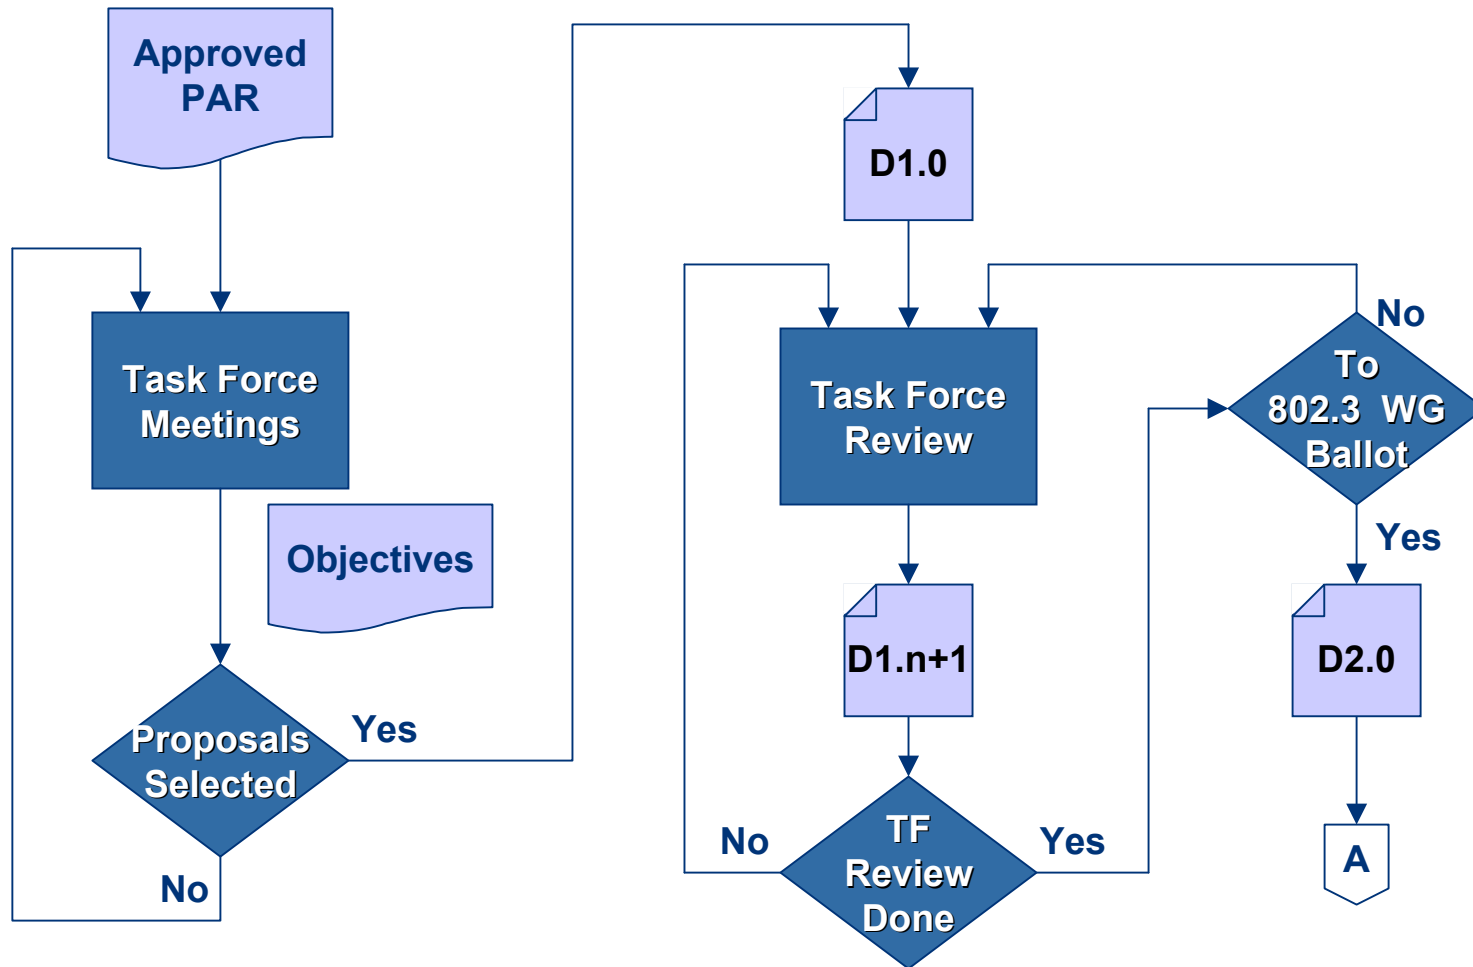 Approved
PAR
Task Force
Meetings
Objectives
Proposals
Selected
Yes
No
D1.0
Task Force
Review
D1.n+1
TF
Review
Done
No
Yes
To
802.3 WG
Ballot
No
Yes
D2.0
A